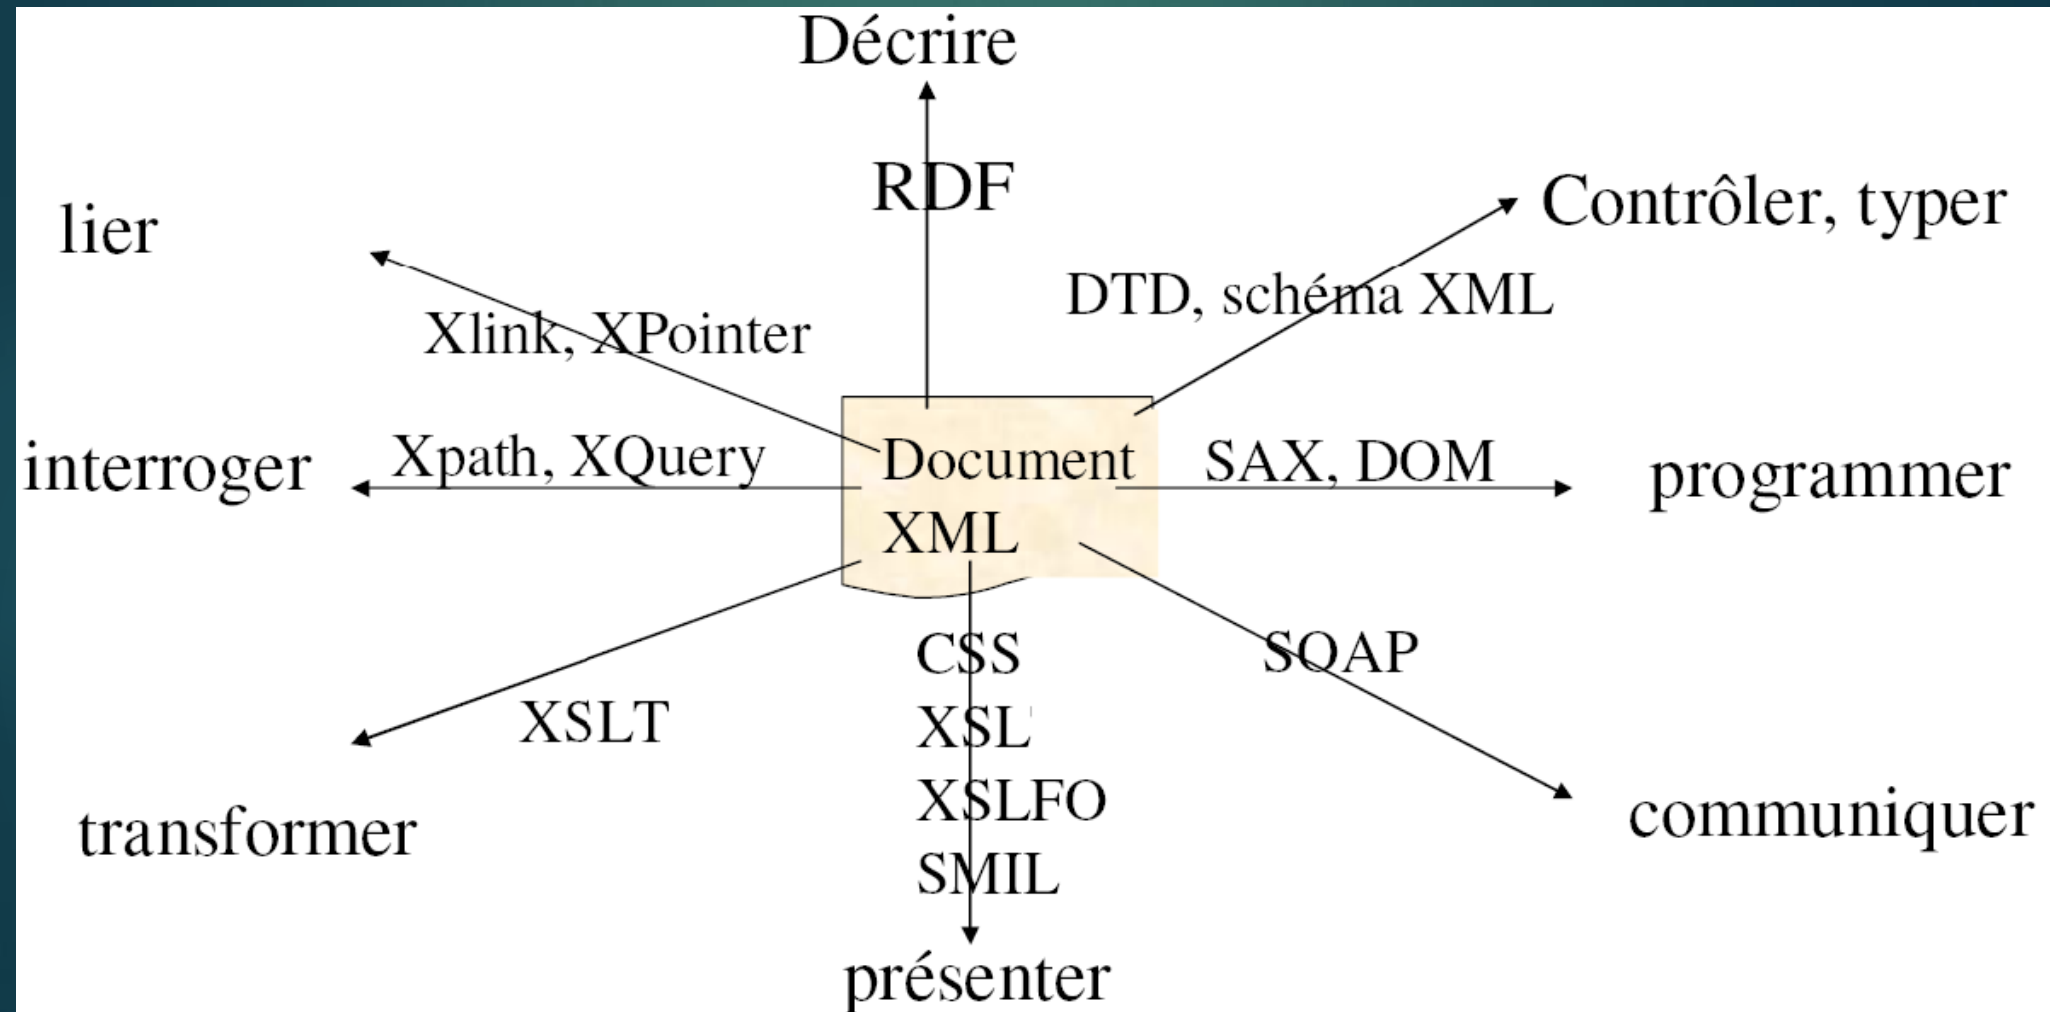 Décrire
RDF
lier
Contrôler, typer
DTD, schéma XML
Xlink, XPointer
interroger
Xpath, XQuery
Document
XML
SAX, DOM
programmer
CSS
XSL
XSLFO
SMIL
SOAP
XSLT
transformer
communiquer
présenter